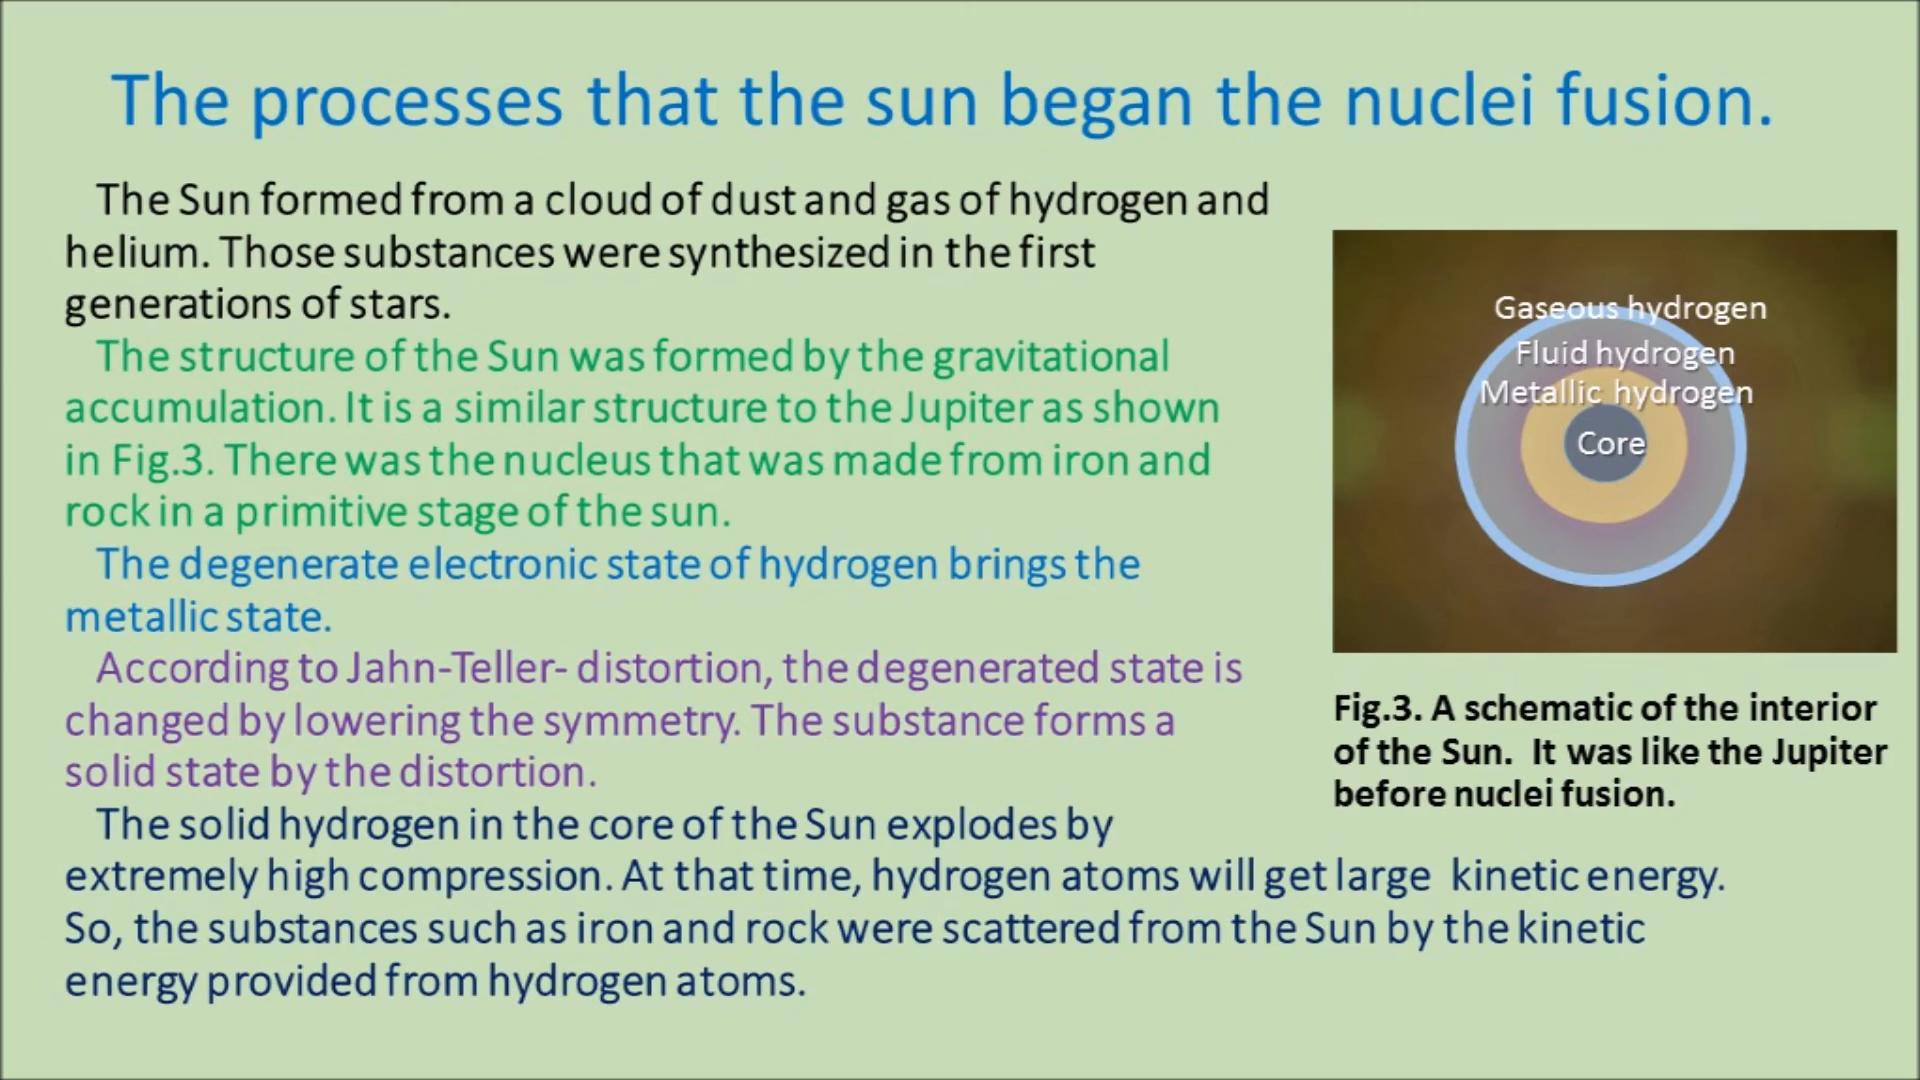 The processes that the sun began the nuclei fusion.
The Sun formed from a cloud of dust and gas of hydrogen and
helium. Those substances were synthesized in the first
generations of stars.
The structure of the Sun was formed by the gravitational
accumulation. It is a similar structure to the Jupiter as shown
in Fig.3. There was the nucleus that was made from iron and
rock in a primitive stage of the sun.
The degenerate electronic state of hydrogen brings the
metallic state.
According to Jahn-Teller- distortion, the degenerated state is
changed by lowering the symmetry. The substance forms a
solid state by the distortion.
The solid hydrogen in the core of the Sun explodes by
extremely high compression. At that time, hydrogen atoms will get large kinetic energy.
So, the substances such as iron and rock were scattered from the Sun by the kinetic
energy provided from hydrogen atoms.
Gaseous hydrogen
Fluid hydrogen
Metallic hydrogen
Core
Fig.3. A schematic of the interior
of the Sun. It was like the Jupiter
before nuclei fusion.